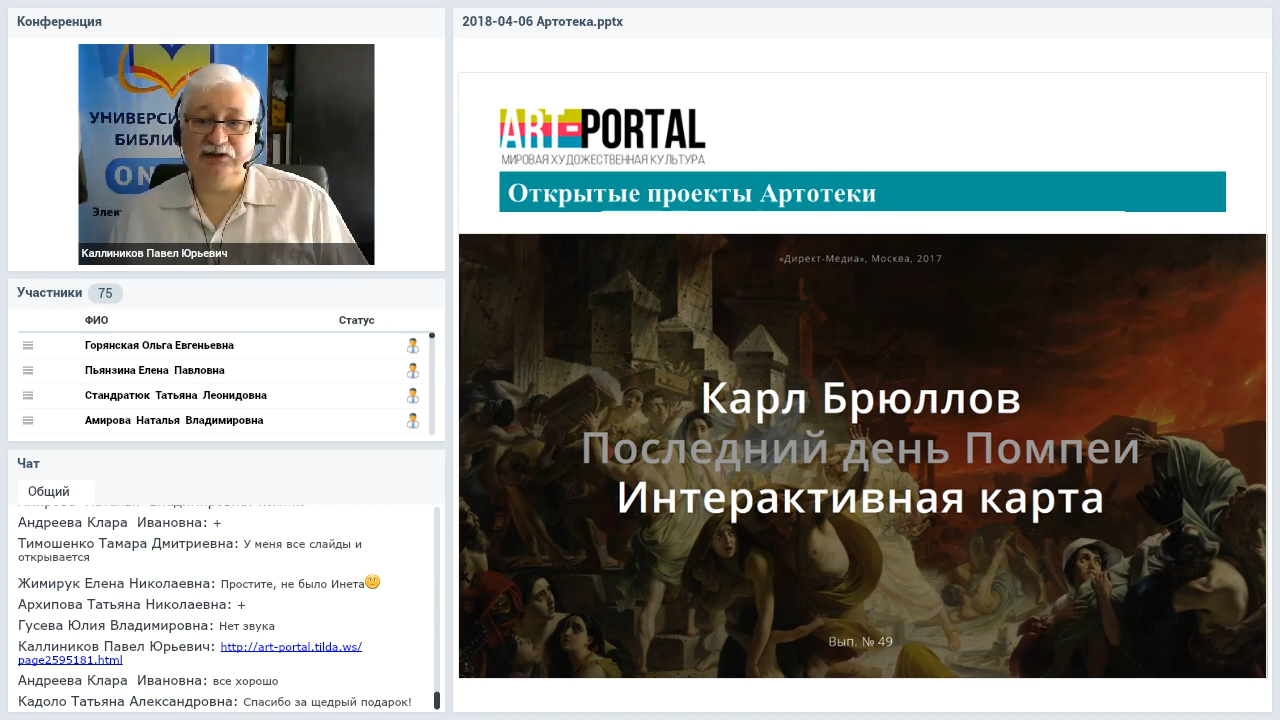 Конференция
УНИВЕРСИ
БИБЛИ
ON
Элек
Каллиников Павел Юрьевич
Участники 75
ФИО Статус
Горянская Ольга Евгеньевна
Пьянзина Елена Павловна
Стандратюк Татьяна Леонидовна
Амирова Наталья Владимировна
Чат
Общий
Андреева Клара Ивановна: +
Тимошенко Тамара Дмитриевна: У меня все слайды и
открывается
Жимирук Елена Николаевна: Простите, не было Инета
Архипова Татьяна Николаевна: +
Гусева Юлия Владимировна: Нет звука
Каллиников Павел Юрьевич: http://art-portal.tilda.ws/
page2595181.html
Андреева Клара Ивановна: все хорошо
Кадоло Татьяна Александровна: Спасибо за щедрый подарок!
2018-04-06 Артотека.pptx
ART-PORTAL
МИРОВАЯ ХУДОЖЕСТВЕННАЯ КУЛЬТУРА
Открытые проекты Артотеки
«Директ-Медиа», Москва, 2017
Карл Брюллов
Последний день Помпеи
Интерактивная карта
Вып. № 49